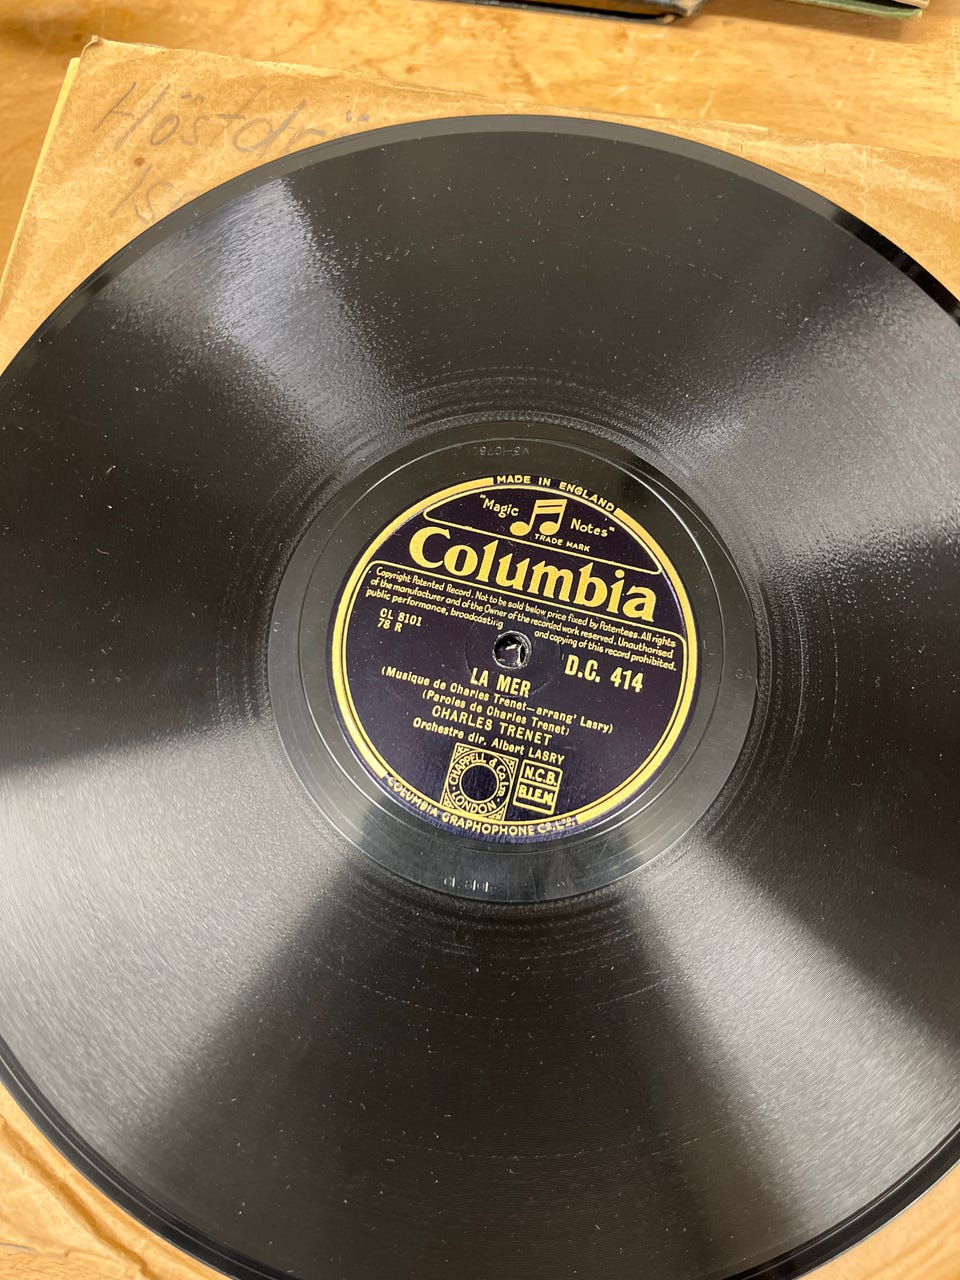 Höstdr
MADE IN ENGLAND
"Magic Notes"
TRADE MARK
Columbia
Copyright Patented Record. Not to be sold below price fixed by Patentees. All rights
of the manufacturer and of the Owner of the recorded work reserved. Unauthorised
public performance, broadcasting and copying of this record prohibited.
CL 8101
78 R
D.C. 414
LA MER
(Musique de Charles Trenet—arrang' Lasry)
(Paroles de Charles Trenet)
CHARLES TRENET
Orchestre dir. Albert LASRY
CHAPPELL & Co. Ltd.
LONDON
N.C.B.
B.I.E.M.
COLUMBIA GRAPHOPHONE Co. LTD.
CL 8101